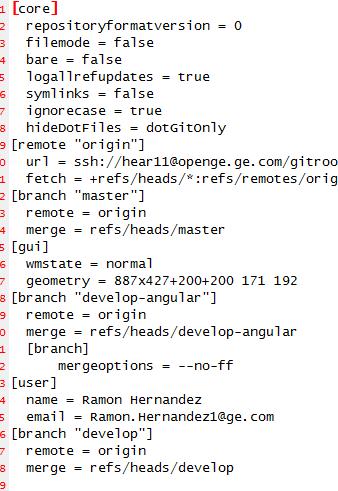 1 [core]
2 repositoryformatversion = 0
3 filemode = false
4 bare = false
5 logallrefupdates = true
6 symlinks = false
7 ignorecase = true
8 hideDotFiles = dotGitOnly
9 [remote "origin"]
0 url = ssh://hear11@openge.ge.com/gitroo
1 fetch = +refs/heads/*:refs/remotes/orig
2 [branch "master"]
3 remote = origin
4 merge = refs/heads/master
5 [gui]
6 wmstate = normal
7 geometry = 887x427+200+200 171 192
8 [branch "develop-angular"]
9 remote = origin
0 merge = refs/heads/develop-angular
1 [branch]
2 mergeoptions = --no-ff
3 [user]
4 name = Ramon Hernandez
5 email = Ramon.Hernandez1@ge.com
6 [branch "develop"]
7 remote = origin
8 merge = refs/heads/develop
9